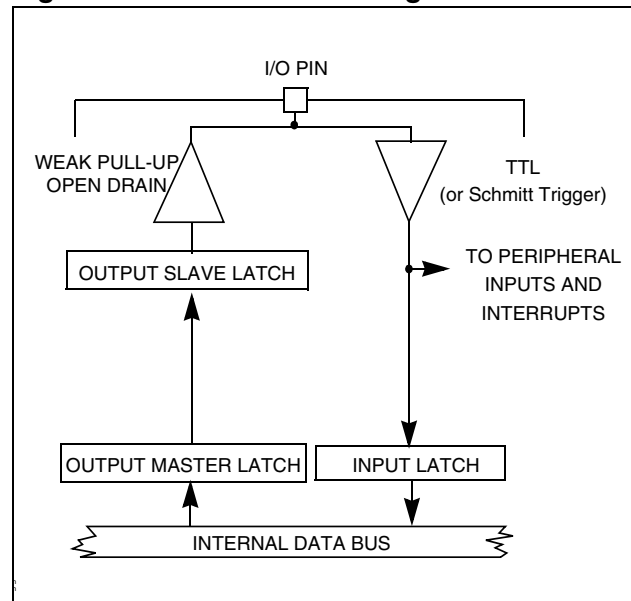 I/O PIN
WEAK PULL-UP
OPEN DRAIN
TTL
(or Schmitt Trigger)
TO PERIPHERAL
INPUTS AND
INTERRUPTS
OUTPUT SLAVE LATCH
OUTPUT MASTER LATCH
INPUT LATCH
INTERNAL DATA BUS